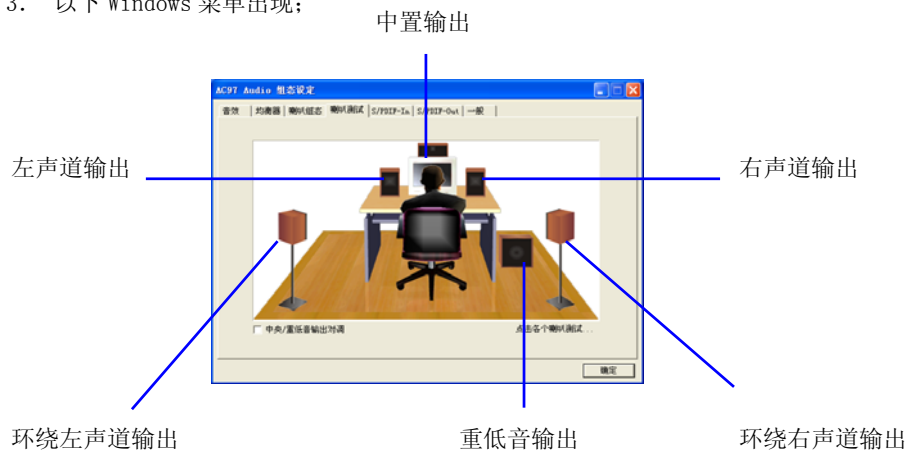 3. 以下 Windows 菜单出现；
中置输出
AC97 Audio 组态设定
音效 均衡器 喇叭组态 喇叭测试 S/PDIF-In S/PDIF-Out 一般
左声道输出
右声道输出
中央/重低音输出对调
点击各个喇叭测试...
确定
环绕左声道输出
重低音输出
环绕右声道输出